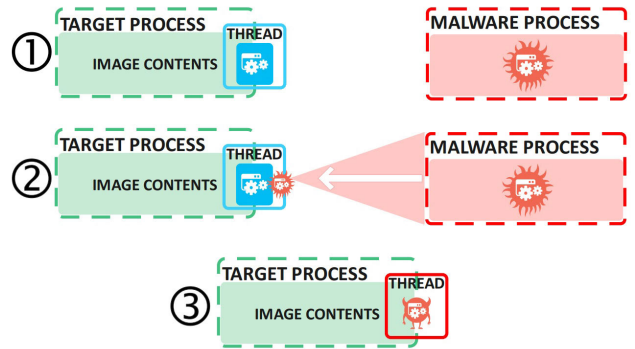 TARGET PROCESS
THREAD
MALWARE PROCESS
① IMAGE CONTENTS
TARGET PROCESS
THREAD
MALWARE PROCESS
② IMAGE CONTENTS
TARGET PROCESS
THREAD
③ IMAGE CONTENTS